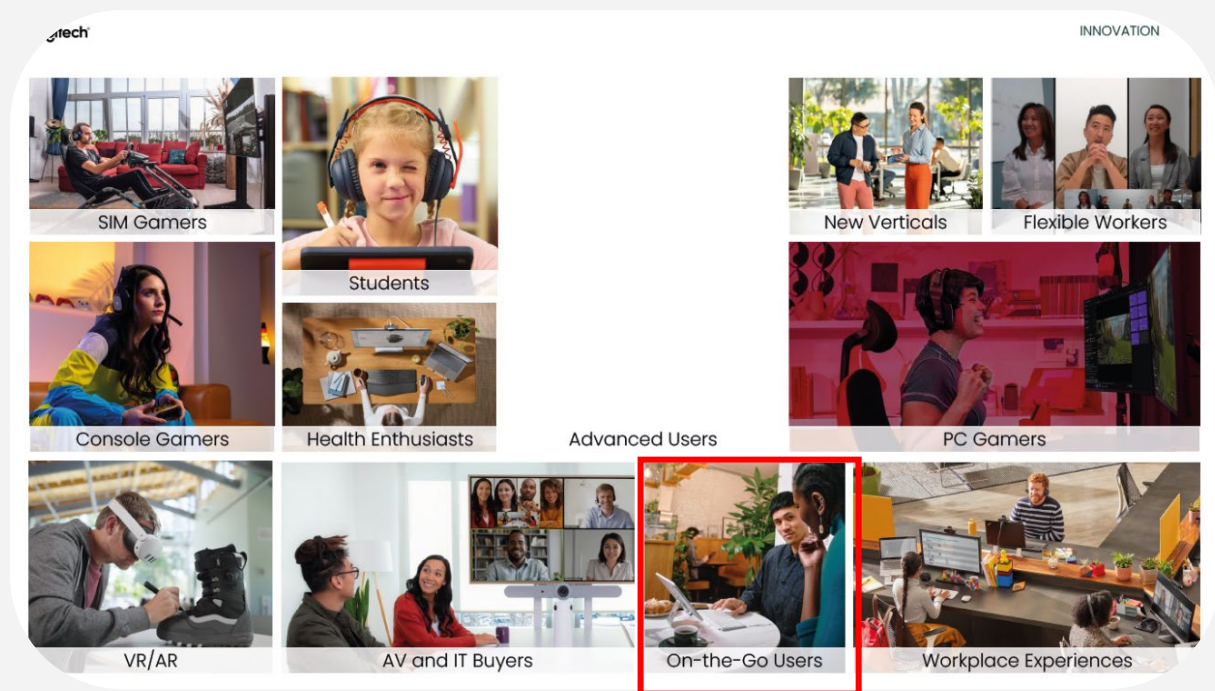 INNOVATION
SIM Gamers
Students
New Verticals
Flexible Workers
Console Gamers
Health Enthusiasts
Advanced Users
PC Gamers
VR/AR
AV and IT Buyers
On-the-Go Users
Workplace Experiences